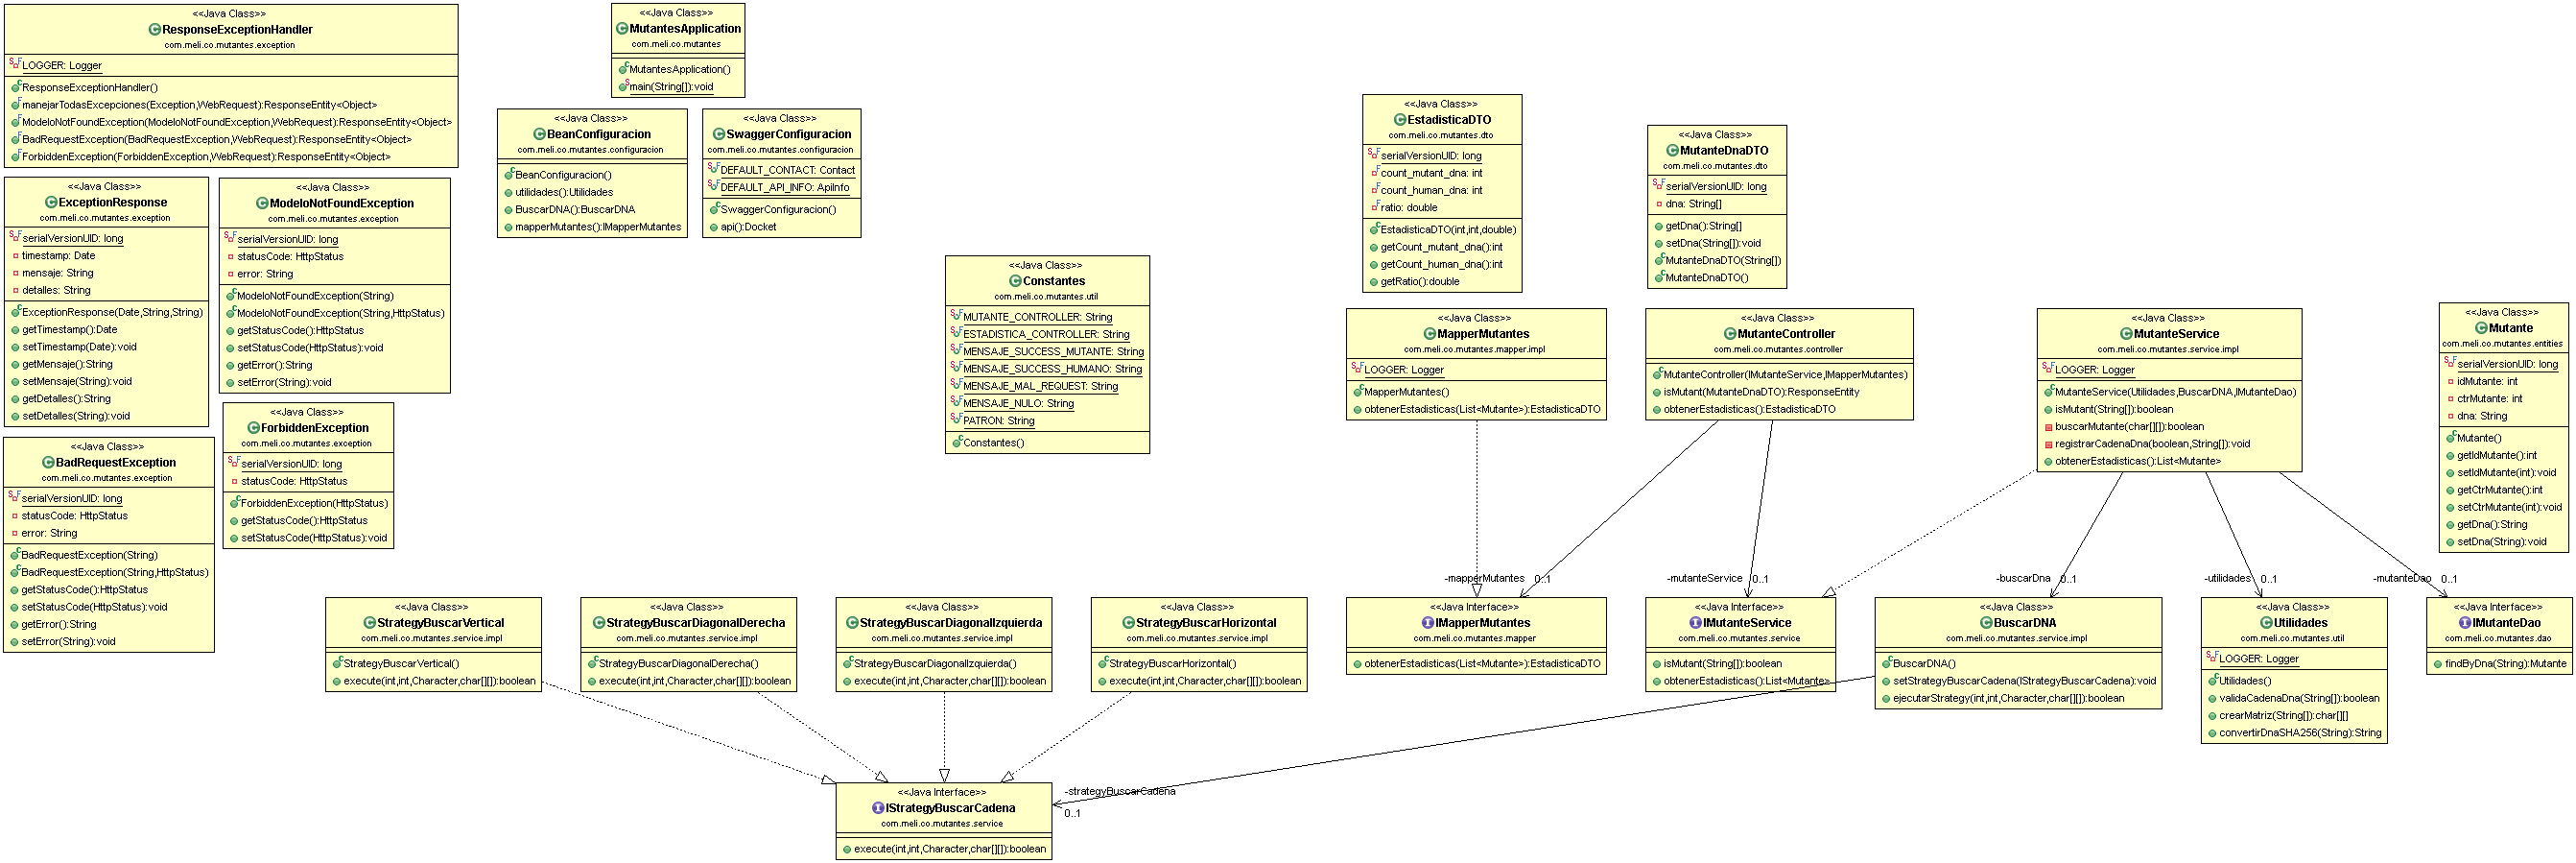 <<Java Class>>
ResponseExceptionHandler
com.meli.co.mutantes.exception
LOGGER: Logger
ResponseExceptionHandler()
manejarTodasExcepciones(Exception,WebRequest):ResponseEntity<Object>
ModeloNotFoundException(ModeloNotFoundException,WebRequest):ResponseEntity<Object>
BadRequestException(BadRequestException,WebRequest):ResponseEntity<Object>
ForbiddenException(ForbiddenException,WebRequest):ResponseEntity<Object>
<<Java Class>>
MutantesApplication
com.meli.co.mutantes
MutantesApplication()
main(String[]):void
<<Java Class>>
BeanConfiguracion
com.meli.co.mutantes.configuracion
BeanConfiguracion()
utilidades():Utilidades
BuscarDNA():BuscarDNA
mapperMutantes():IMapperMutantes
<<Java Class>>
SwaggerConfiguracion
com.meli.co.mutantes.configuracion
DEFAULT_CONTACT: Contact
DEFAULT_API_INFO: ApiInfo
SwaggerConfiguracion()
api():Docket
<<Java Class>>
EstadisticaDTO
com.meli.co.mutantes.dto
serialVersionUID: long
count_mutant_dna: int
count_human_dna: int
ratio: double
EstadisticaDTO(int,int,double)
getCount_mutant_dna():int
getCount_human_dna():int
getRatio():double
<<Java Class>>
MutanteDnaDTO
com.meli.co.mutantes.dto
serialVersionUID: long
dna: String[]
getDna():String[]
setDna(String[]):void
MutanteDnaDTO(String[])
MutanteDnaDTO()
<<Java Class>>
ExceptionResponse
com.meli.co.mutantes.exception
serialVersionUID: long
timestamp: Date
mensaje: String
detalles: String
ExceptionResponse(Date,String,String)
getTimestamp():Date
setTimestamp(Date):void
getMensaje():String
setMensaje(String):void
getDetalles():String
setDetalles(String):void
<<Java Class>>
ModeloNotFoundException
com.meli.co.mutantes.exception
serialVersionUID: long
statusCode: HttpStatus
error: String
ModeloNotFoundException(String)
ModeloNotFoundException(String,HttpStatus)
getStatusCode():HttpStatus
setStatusCode(HttpStatus):void
getError():String
setError(String):void
<<Java Class>>
Constantes
com.meli.co.mutantes.util
MUTANTE_CONTROLLER: String
ESTADISTICA_CONTROLLER: String
MENSAJE_SUCCESS_MUTANTE: String
MENSAJE_SUCCESS_HUMANO: String
MENSAJE_MAL_REQUEST: String
MENSAJE_NULO: String
PATRON: String
Constantes()
<<Java Class>>
MapperMutantes
com.meli.co.mutantes.mapper.impl
LOGGER: Logger
MapperMutantes()
obtenerEstadisticas(List<Mutante>):EstadisticaDTO
<<Java Class>>
MutanteController
com.meli.co.mutantes.controller
MutanteController(IMutanteService,IMapperMutantes)
isMutant(MutanteDnaDTO):ResponseEntity
obtenerEstadisticas():EstadisticaDTO
<<Java Class>>
MutanteService
com.meli.co.mutantes.service.impl
LOGGER: Logger
MutanteService(Utilidades,BuscarDNA,IMutanteDao)
isMutant(String[]):boolean
buscarMutante(char[][]):boolean
registrarCadenaDna(boolean,String[]):void
obtenerEstadisticas():List<Mutante>
<<Java Class>>
Mutante
com.meli.co.mutantes.entities
serialVersionUID: long
idMutante: int
ctrMutante: int
dna: String
Mutante()
getIdMutante():int
setIdMutante(int):void
getCtrMutante():int
setCtrMutante(int):void
getDna():String
setDna(String):void
<<Java Class>>
BadRequestException
com.meli.co.mutantes.exception
serialVersionUID: long
statusCode: HttpStatus
error: String
BadRequestException(String)
BadRequestException(String,HttpStatus)
getStatusCode():HttpStatus
setStatusCode(HttpStatus):void
getError():String
setError(String):void
<<Java Class>>
ForbiddenException
com.meli.co.mutantes.exception
serialVersionUID: long
statusCode: HttpStatus
ForbiddenException(HttpStatus)
getStatusCode():HttpStatus
setStatusCode(HttpStatus):void
-mapperMutantes 0..1
-mutanteService 0..1
-buscarDna 0..1
-utilidades 0..1
-mutanteDao 0..1
<<Java Class>>
StrategyBuscarVertical
com.meli.co.mutantes.service.impl
StrategyBuscarVertical()
execute(int,int,Character,char[][]):boolean
<<Java Class>>
StrategyBuscarDiagonalDerecha
com.meli.co.mutantes.service.impl
StrategyBuscarDiagonalDerecha()
execute(int,int,Character,char[][]):boolean
<<Java Class>>
StrategyBuscarDiagonalIzquierda
com.meli.co.mutantes.service.impl
StrategyBuscarDiagonalIzquierda()
execute(int,int,Character,char[][]):boolean
<<Java Class>>
StrategyBuscarHorizontal
com.meli.co.mutantes.service.impl
StrategyBuscarHorizontal()
execute(int,int,Character,char[][]):boolean
<<Java Interface>>
IMapperMutantes
com.meli.co.mutantes.mapper
obtenerEstadisticas(List<Mutante>):EstadisticaDTO
<<Java Interface>>
IMutanteService
com.meli.co.mutantes.service
isMutant(String[]):boolean
obtenerEstadisticas():List<Mutante>
<<Java Class>>
BuscarDNA
com.meli.co.mutantes.service.impl
BuscarDNA()
setStrategyBuscarCadena(IStrategyBuscarCadena):void
ejecutarStrategy(int,int,Character,char[][]):boolean
<<Java Class>>
Utilidades
com.meli.co.mutantes.util
LOGGER: Logger
Utilidades()
validaCadenaDna(String[]):boolean
crearMatriz(String[]):char[][]
convertirDnaSHA256(String):String
<<Java Interface>>
IMutanteDao
com.meli.co.mutantes.dao
findByDna(String):Mutante
-strategyBuscarCadena
0..1
<<Java Interface>>
IStrategyBuscarCadena
com.meli.co.mutantes.service
execute(int,int,Character,char[][]):boolean